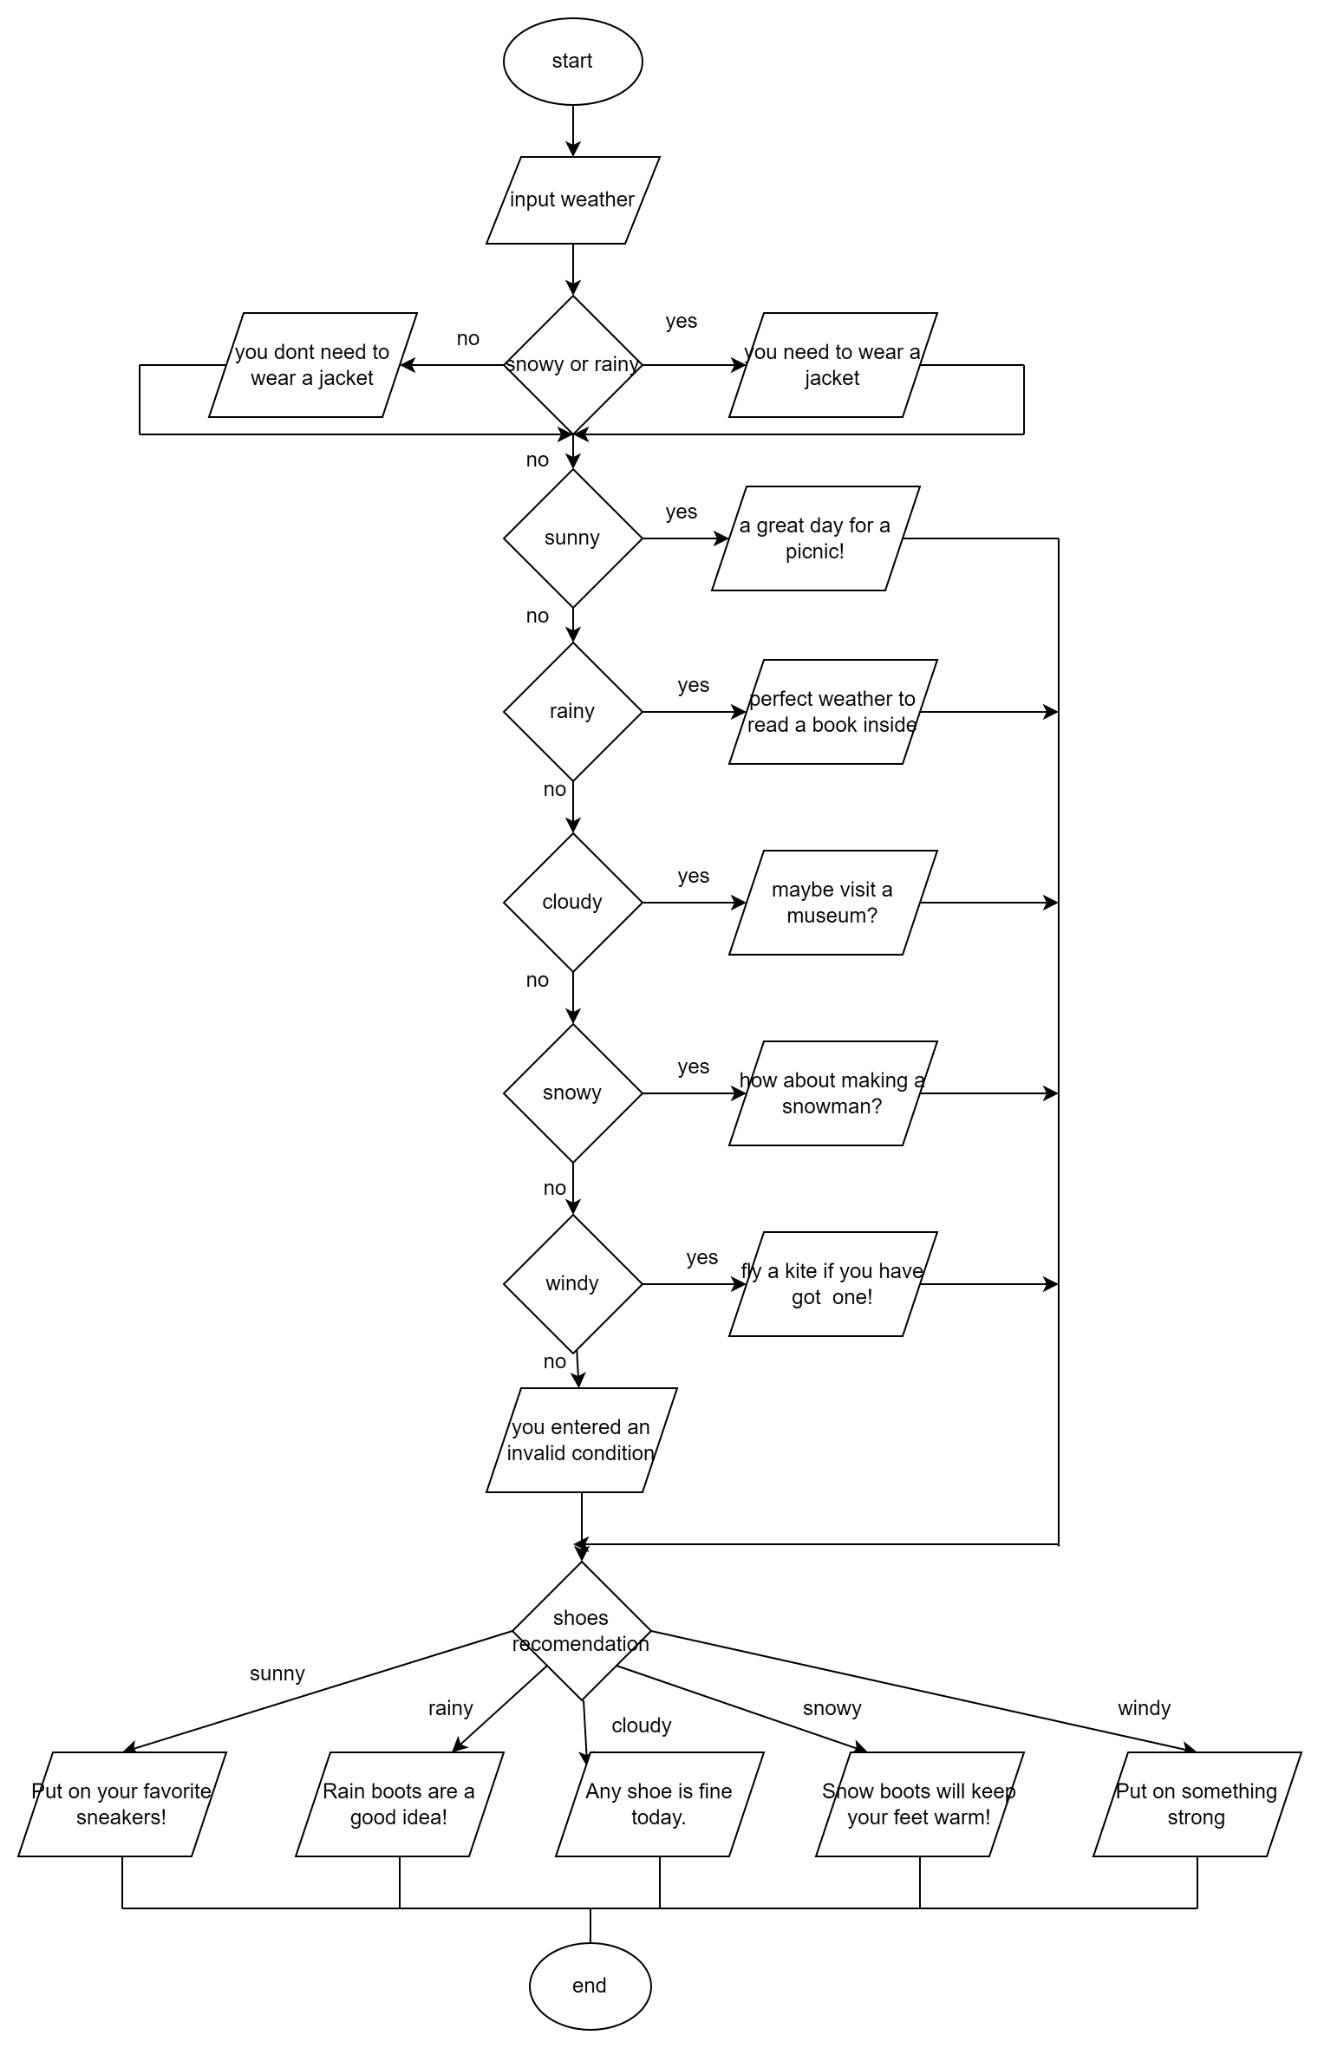 start
input weather
no
yes
you dont need to
wear a jacket
snowy or rainy
you need to wear a
jacket
no
yes
sunny
a great day for a
picnic!
no
yes
rainy
perfect weather to
read a book inside
no
yes
cloudy
maybe visit a
museum?
no
yes
snowy
how about making a
snowman?
no
yes
windy
fly a kite if you have
got  one!
no
you entered an
invalid condition
shoes
recomendation
sunny
rainy
cloudy
snowy
windy
Put on your favorite
sneakers!
Rain boots are a
good idea!
Any shoe is fine
today.
Snow boots will keep
your feet warm!
Put on something
strong
end